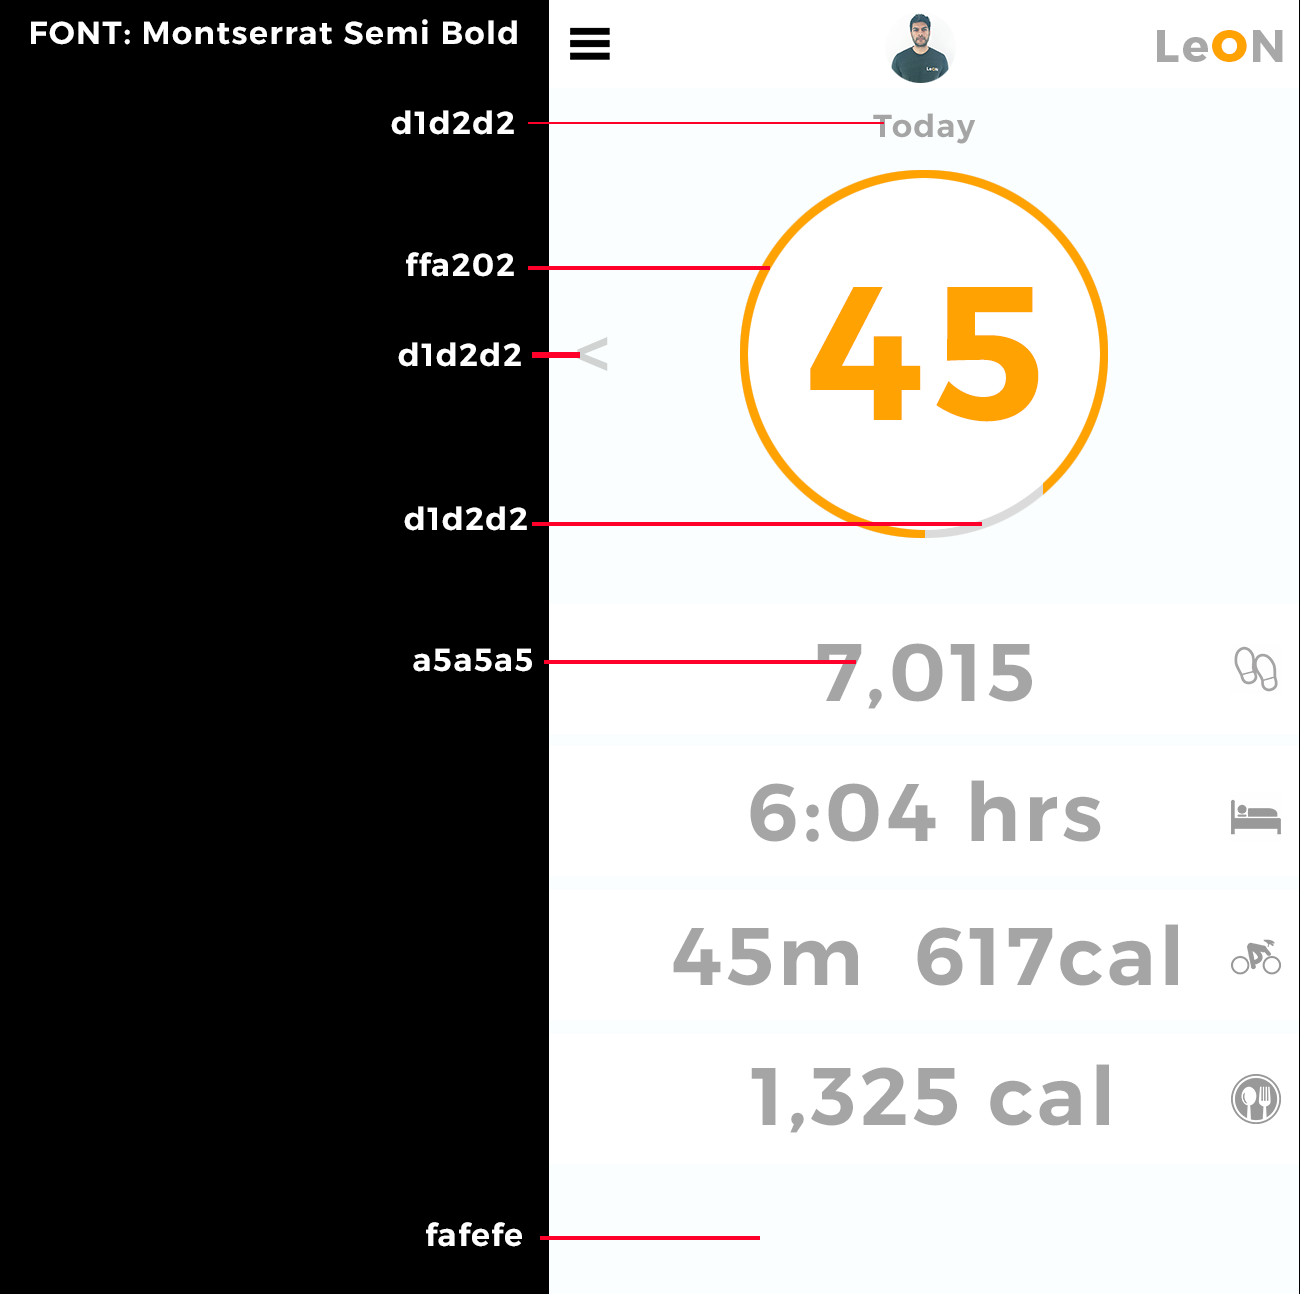 FONT: Montserrat Semi Bold
LeON
d1d2d2
Today
ffa202
45
d1d2d2
<
d1d2d2
a5a5a5
7,015
6:04 hrs
45m 617cal
1,325 cal
fafefe